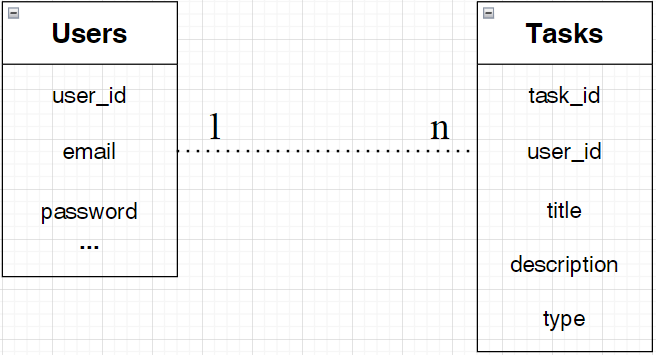 Users
user_id
email
password
...
1
n
Tasks
task_id
user_id
title
description
type